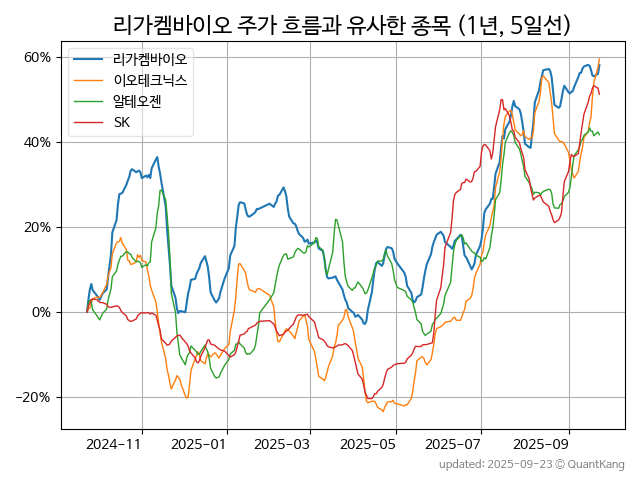 리가켐바이오 주가 흐름과 유사한 종목 (1년, 5일선)
리가켐바이오
이오테크닉스
알테오젠
SK
60%
40%
20%
0%
−20%
2024-11
2025-01
2025-03
2025-05
2025-07
2025-09
updated: 2025-09-23 © QuantKang